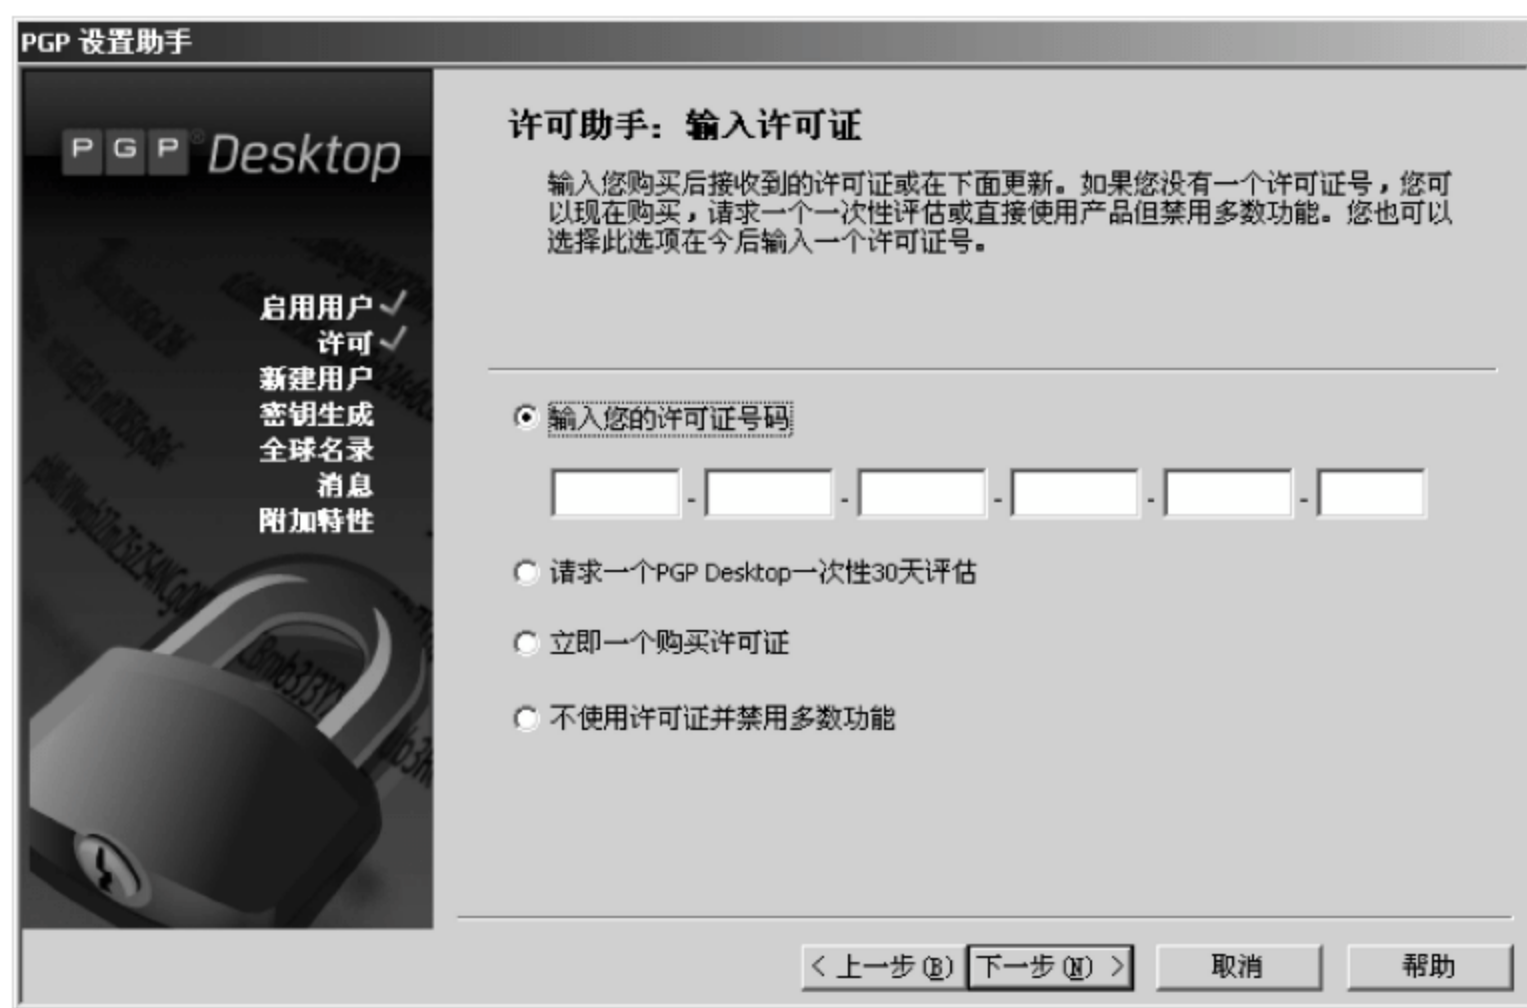 PGP 设置助手
PGP® Desktop
启用用户
许可
新建用户
密钥生成
全球名录
消息
附加特性
许可助手：输入许可证
输入您购买后接收到的许可证或在下面更新。如果您没有一个许可证号，您可
以现在购买，请求一个一次性评估或直接使用产品但禁用多数功能。您也可以
选择此选项在今后输入一个许可证号。
输入您的许可证号码
- - - - -
请求一个PGP Desktop一次性30天评估
立即一个购买许可证
不使用许可证并禁用多数功能
< 上一步(B) 下一步(N) > 取消 帮助